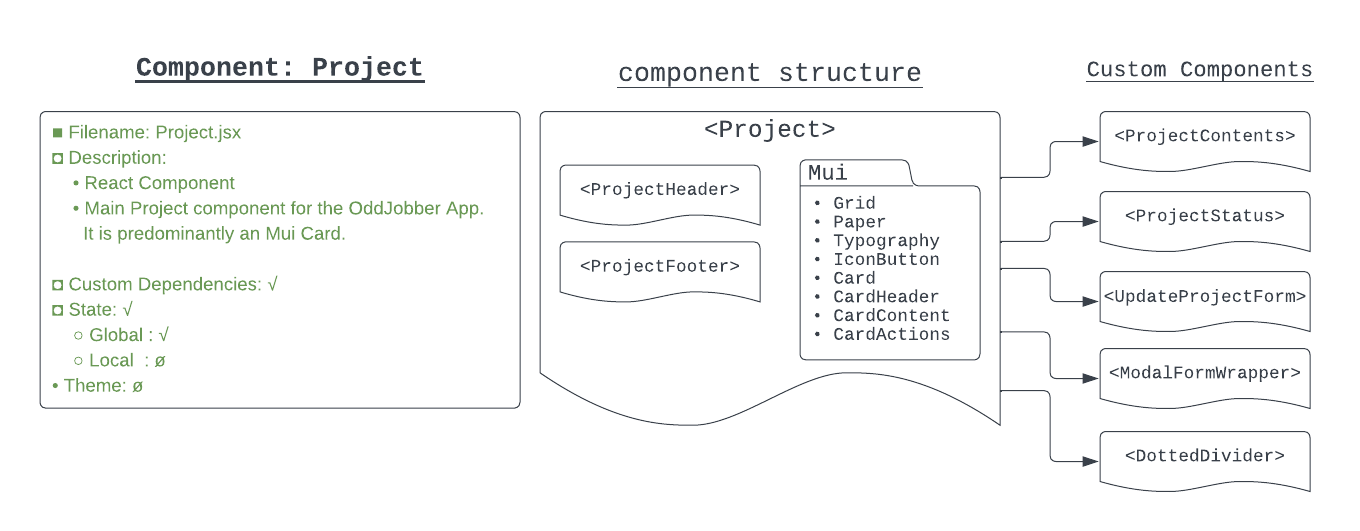 Component: Project
■ Filename: Project.jsx
◘ Description:
• React Component
• Main Project component for the OddJobber App.
It is predominantly an Mui Card.
◘ Custom Dependencies: √
◘ State: √
○ Global : √
○ Local : ø
• Theme: ø
component structure
<Project>
<ProjectHeader>
<ProjectFooter>
Mui
• Grid
• Paper
• Typography
• IconButton
• Card
• CardHeader
• CardContent
• CardActions
Custom Components
<ProjectContents>
<ProjectStatus>
<UpdateProjectForm>
<ModalFormWrapper>
<DottedDivider>